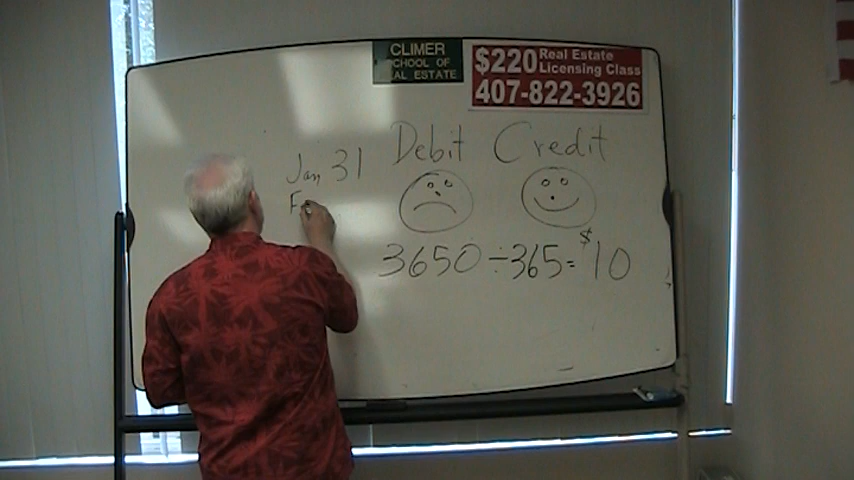 CLIMER
SCHOOL OF
AL ESTATE
$220 Real Estate
Licensing Class
407-822-3926
Debit Credit
Jan 31
F
3650 ÷ 365 = $10